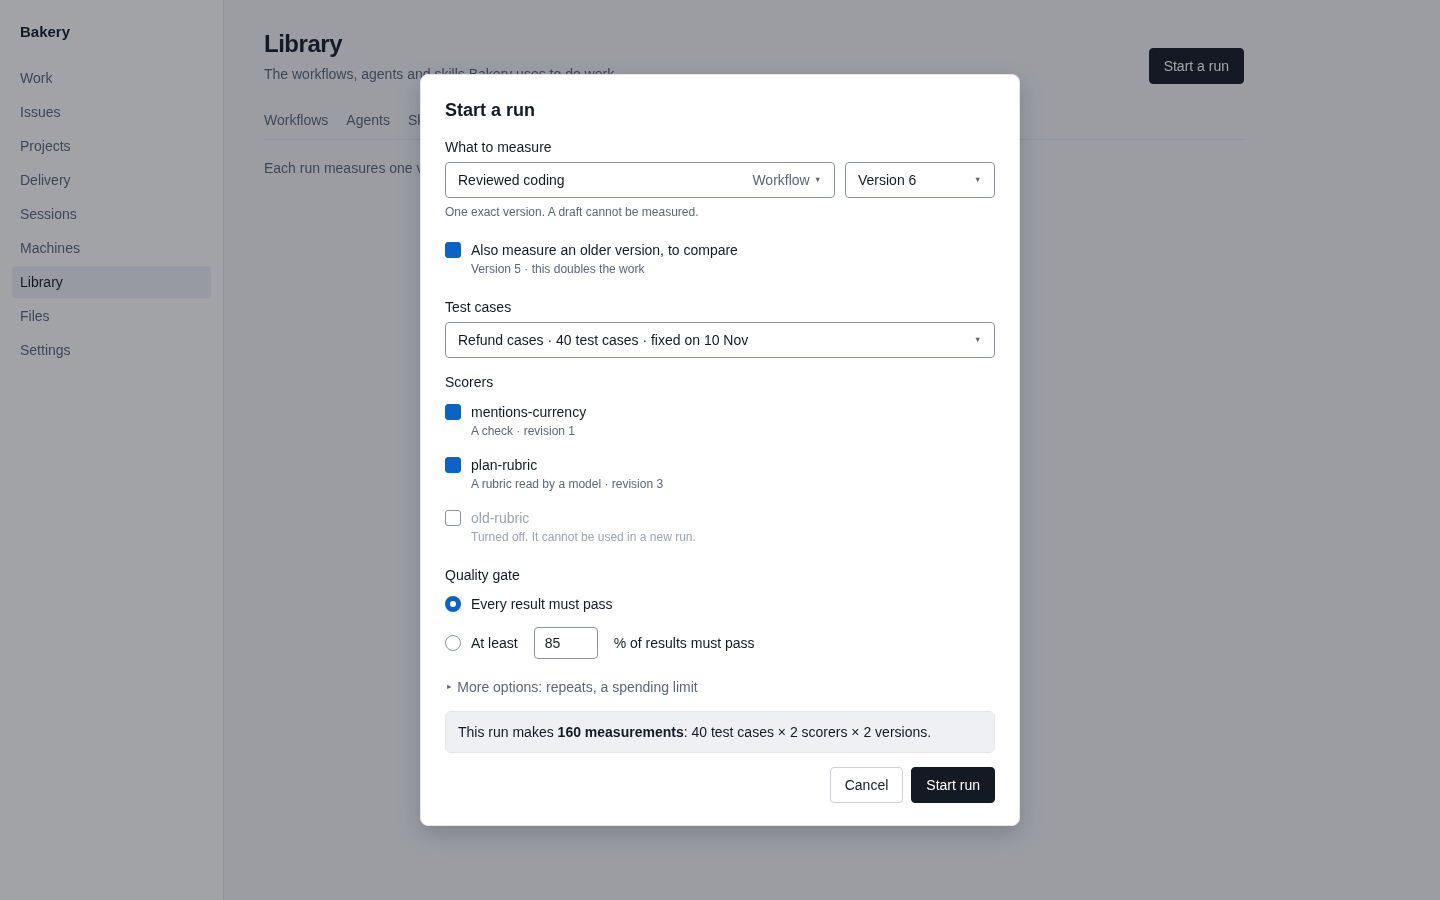 Bakery
Work
Issues
Projects
Delivery
Sessions
Machines
Library
Files
Settings
Library
The workflows, agents and skills Bakery uses to do work
Start a run
Workflows Agents
Each run measures one
Start a run
What to measure
Reviewed coding Workflow ▾ Version 6 ▾
One exact version. A draft cannot be measured.
Also measure an older version, to compare
Version 5 · this doubles the work
Test cases
Refund cases · 40 test cases · fixed on 10 Nov ▾
Scorers
mentions-currency
A check · revision 1
plan-rubric
A rubric read by a model · revision 3
old-rubric
Turned off. It cannot be used in a new run.
Quality gate
Every result must pass
At least 85 % of results must pass
▸ More options: repeats, a spending limit
This run makes 160 measurements: 40 test cases × 2 scorers × 2 versions.
Cancel Start run